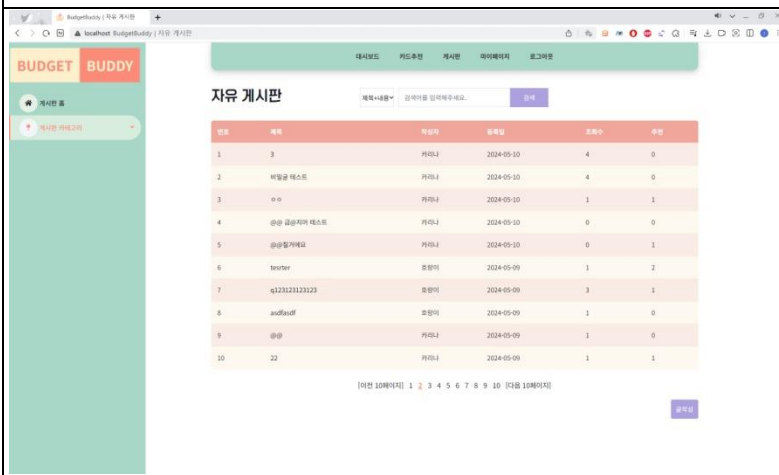 BudgetBuddy | 자유 게시판
localhost BudgetBuddy | 자유 게시판
BUDGET BUDDY
대시보드 카드추천 게시판 마이페이지 로그아웃
게시판 홈
게시판 카테고리
자유 게시판
제목+내용 검색어를 입력해주세요. 검색
번호 제목 작성자 등록일 조회수 추천
1 3 카리나 2024-05-10 4 0
2 비밀글 테스트 카리나 2024-05-10 4 0
3 ㅇㅇ 카리나 2024-05-10 1 1
4 @@ 카리나 2024-05-10 0 0
5 카리나 2024-05-10 0 1
6 tesrter 호랑이 2024-05-09 1 2
7 q123123123123 호랑이 2024-05-09 3 1
8 asdfasdf 호랑이 2024-05-09 1 0
9 @@ 카리나 2024-05-09 1 0
10 22 카리나 2024-05-09 1 1
[이전 10페이지] 1 2 3 4 5 6 7 8 9 10 [다음 10페이지]
글작성